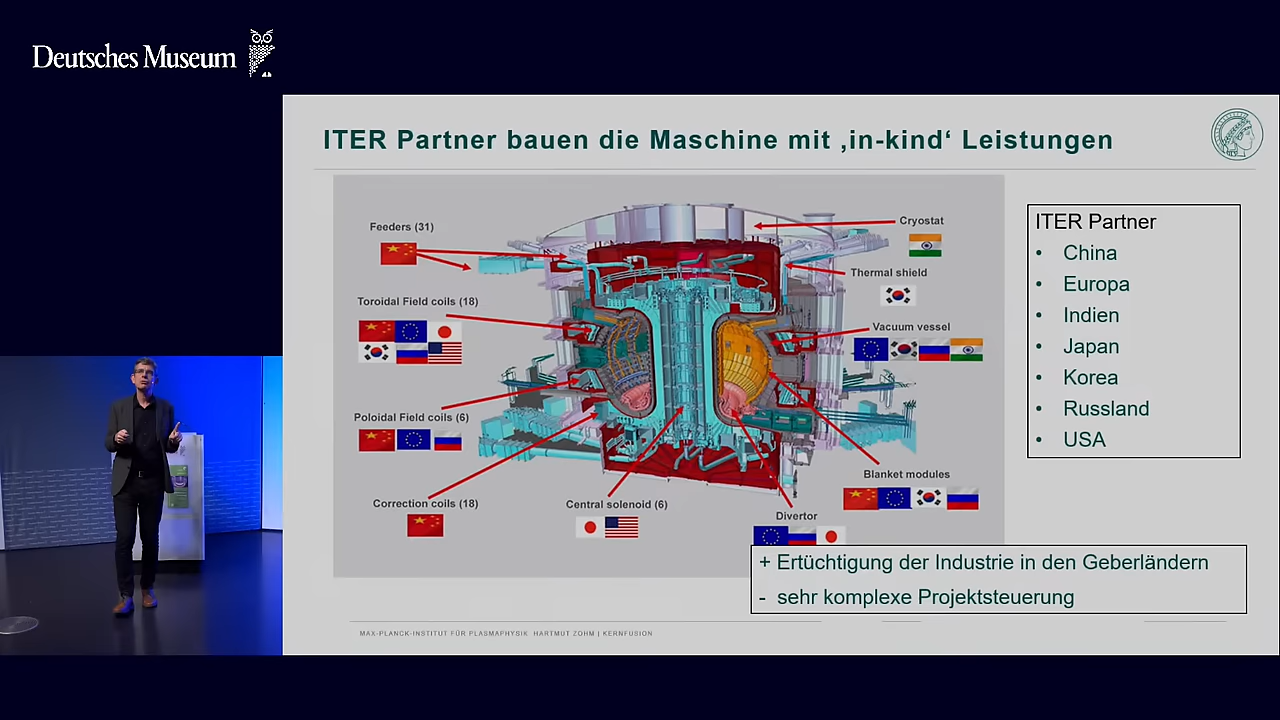 Deutsches Museum
ITER Partner bauen die Maschine mit ‚in-kind‘ Leistungen
Feeders (31)
Cryostat
Thermal shield
Toroidal Field coils (18)
Vacuum vessel
Poloidal Field coils (6)
Blanket modules
Correction coils (18)
Central solenoid (6)
Divertor
ITER Partner
• China
• Europa
• Indien
• Japan
• Korea
• Russland
• USA
+ Ertüchtigung der Industrie in den Geberländern
- sehr komplexe Projektsteuerung
MAX-PLANCK-INSTITUT FÜR PLASMAPHYSIK HARTMUT ZOHM | KERNFUSION